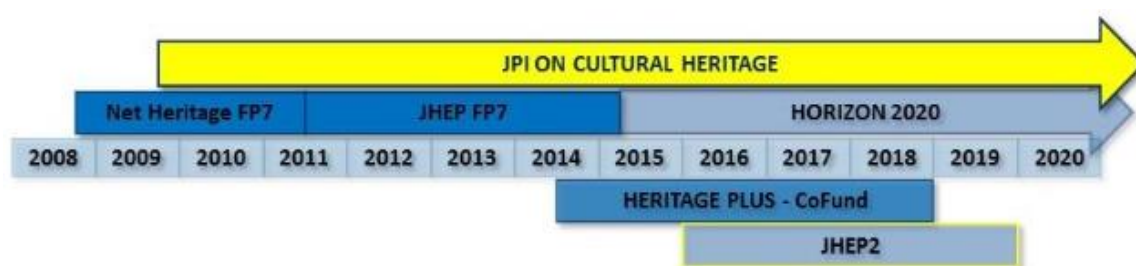 JPI ON CULTURAL HERITAGE
Net Heritage FP7 JHEP FP7 HORIZON 2020
2008 2009 2010 2011 2012 2013 2014 2015 2016 2017 2018 2019 2020
HERITAGE PLUS - CoFund
JHEP2